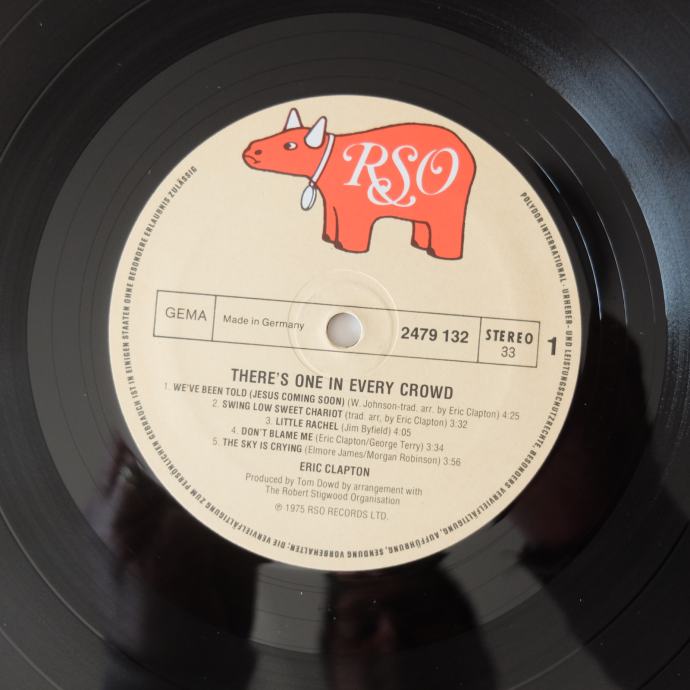 RSO
GEMA
Made in Germany
2479 132
STEREO
33
1
THERE'S ONE IN EVERY CROWD
1. WE'VE BEEN TOLD (JESUS COMING SOON) (W. Johnson-trad. arr. by Eric Clapton) 4:25
2. SWING LOW SWEET CHARIOT (trad. arr. by Eric Clapton) 3:32
3. LITTLE RACHEL (Jim Byfield) 4:05
4. DON'T BLAME ME (Eric Clapton/George Terry) 3:34
5. THE SKY IS CRYING (Elmore James/Morgan Robinson) 3:56
ERIC CLAPTON
Produced by Tom Dowd by arrangement with
The Robert Stigwood Organisation
℗ 1975 RSO RECORDS LTD.
POLYDOR INTERNATIONAL · URHEBER- UND LEISTUNGSSCHUTZRECHTE, BESONDERS VERVIELFÄLTIGUNG, AUFFÜHRUNG, SENDUNG VORBEHALTEN; DIE VERVIELFÄLTIGUNG ZUM PERSÖNLICHEN GEBRAUCH IST IN EINIGEN STAATEN OHNE BESONDERE ERLAUBNIS ZULÄSSIG